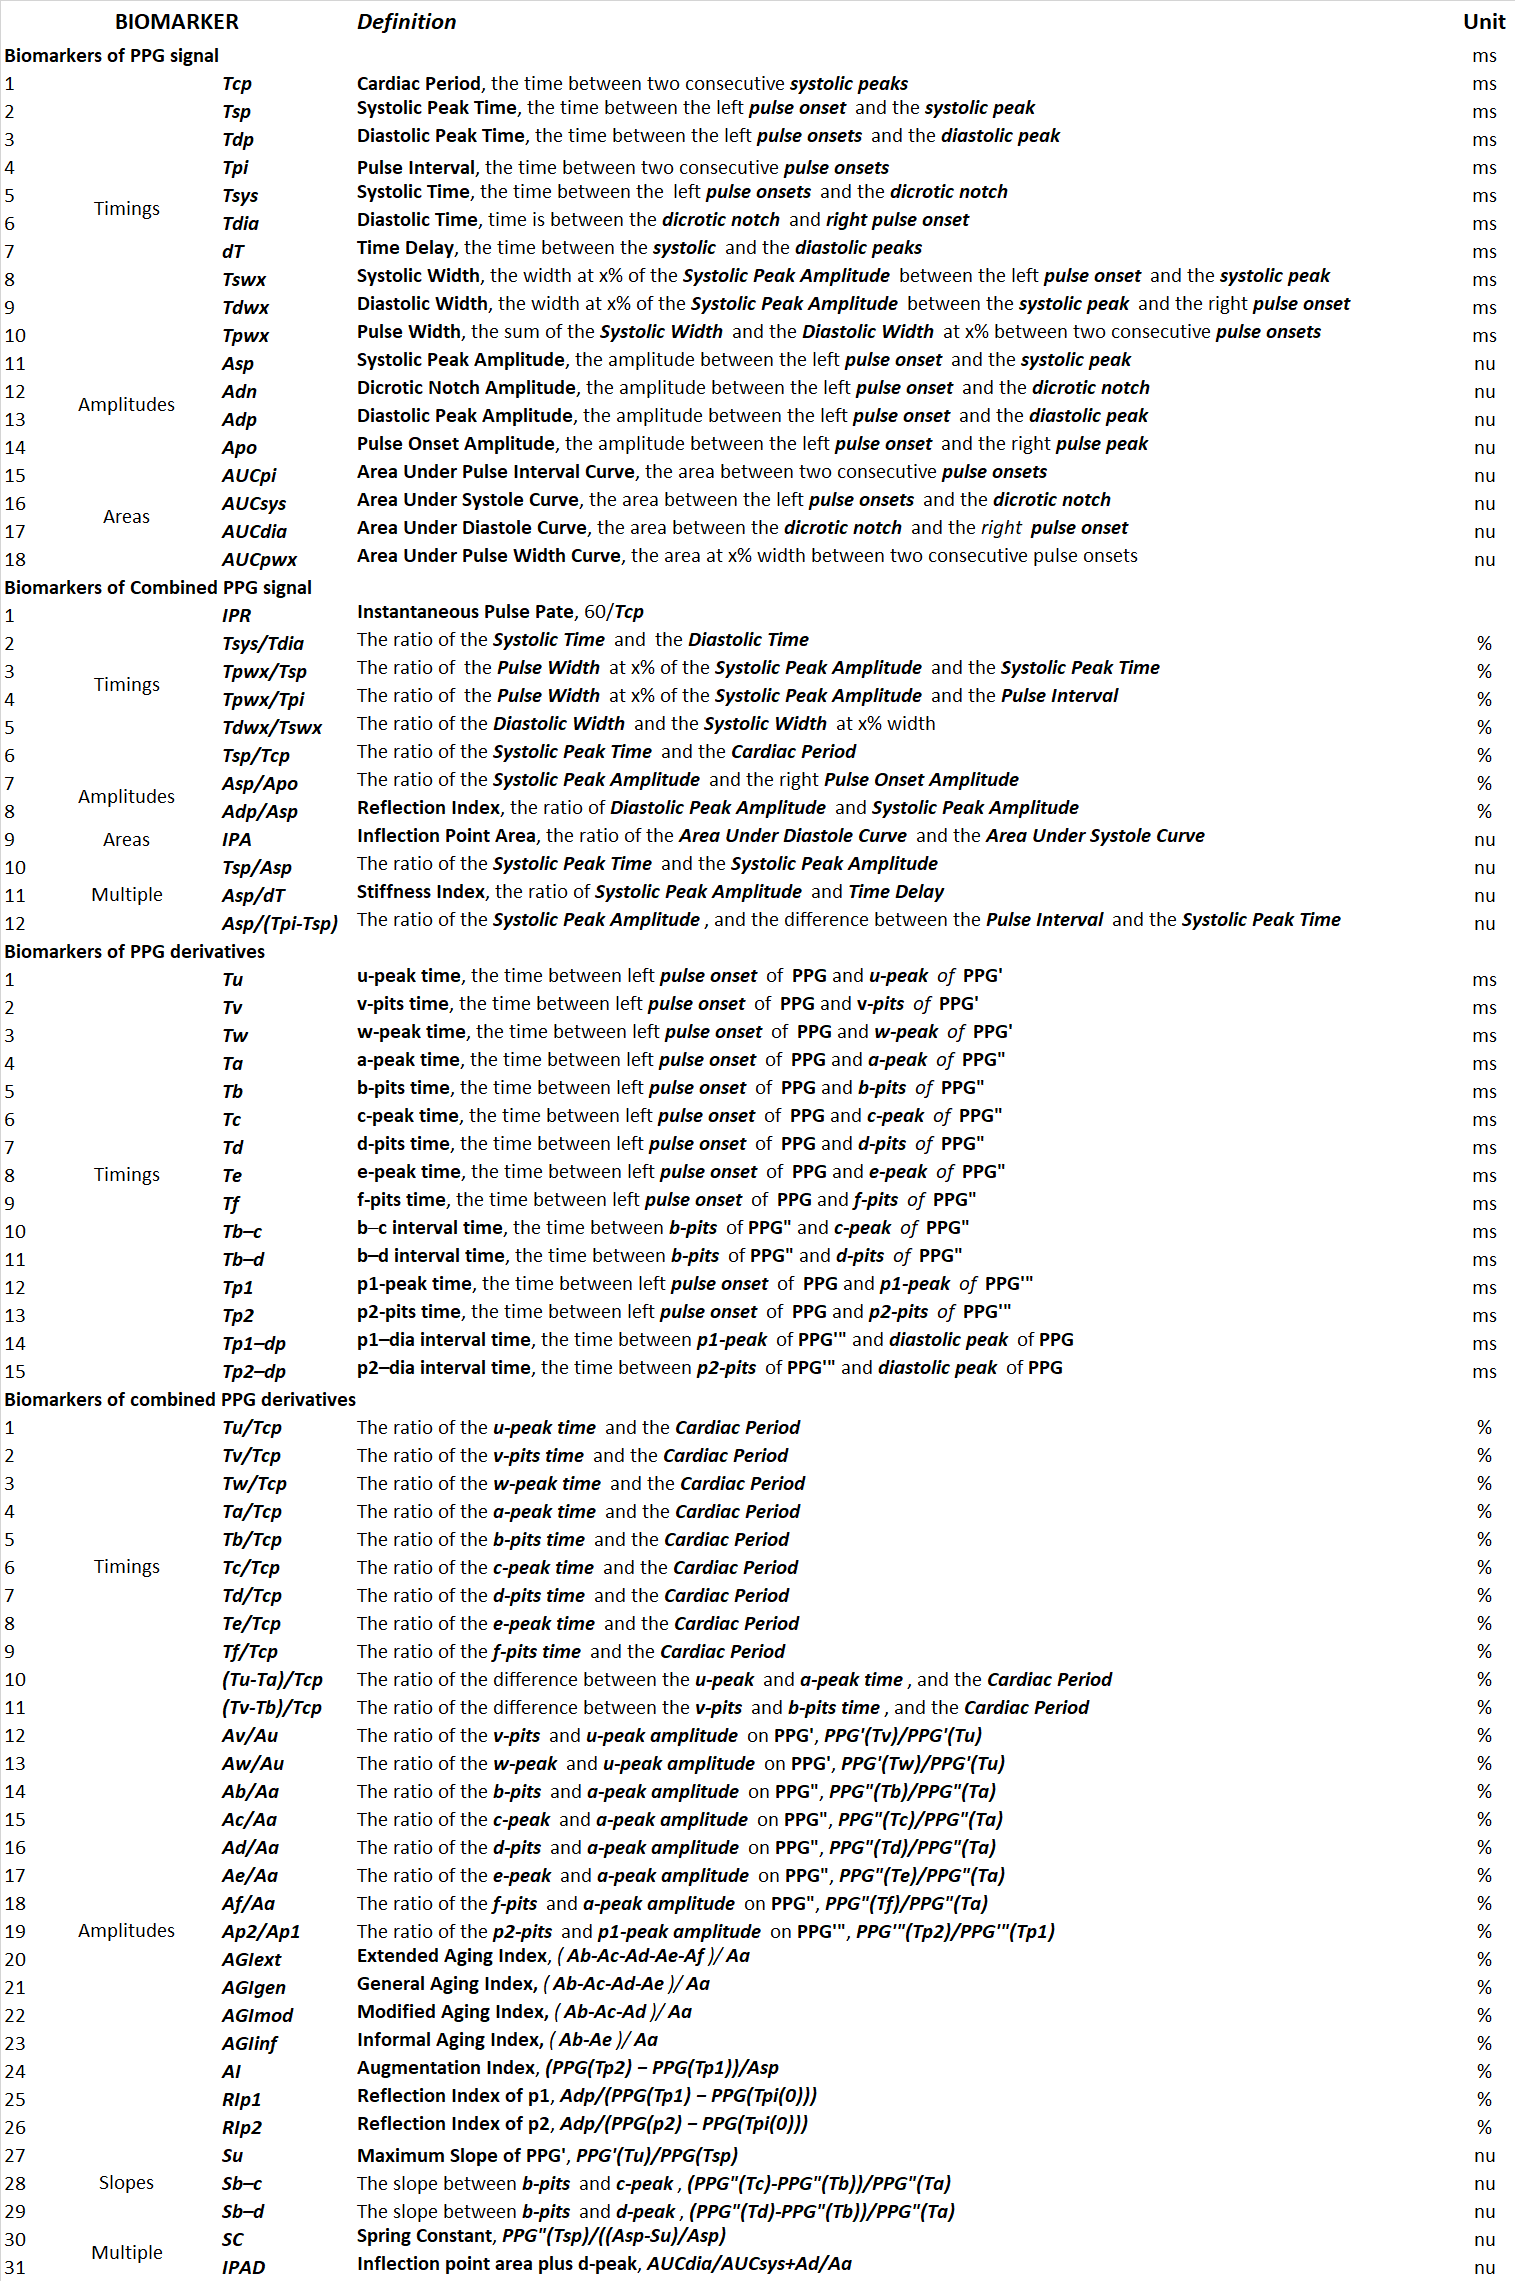 BIOMARKER Definition Unit
Biomarkers of PPG signal ms
1 Tcp Cardiac Period, the time between two consecutive systolic peaks ms
2 Tsp Systolic Peak Time, the time between the left pulse onset and the systolic peak ms
3 Tdp Diastolic Peak Time, the time between the left pulse onsets and the diastolic peak ms
4 Tpi Pulse Interval, the time between two consecutive pulse onsets ms
5 Timings Tsys Systolic Time, the time between the left pulse onsets and the dicrotic notch ms
6 Tdia Diastolic Time, time is between the dicrotic notch and right pulse onset ms
7 dT Time Delay, the time between the systolic and the diastolic peaks ms
8 Tswx Systolic Width, the width at x% of the Systolic Peak Amplitude between the left pulse onset and the systolic peak ms
9 Tdwx Diastolic Width, the width at x% of the Systolic Peak Amplitude between the systolic peak and the right pulse onset ms
10 Tpwx Pulse Width, the sum of the Systolic Width and the Diastolic Width at x% between two consecutive pulse onsets ms
11 Asp Systolic Peak Amplitude, the amplitude between the left pulse onset and the systolic peak nu
12 Amplitudes Adn Dicrotic Notch Amplitude, the amplitude between the left pulse onset and the dicrotic notch nu
13 Adp Diastolic Peak Amplitude, the amplitude between the left pulse onset and the diastolic peak nu
14 Apo Pulse Onset Amplitude, the amplitude between the left pulse onset and the right pulse peak nu
15 AUCpi Area Under Pulse Interval Curve, the area between two consecutive pulse onsets nu
16 Areas AUCsys Area Under Systole Curve, the area between the left pulse onsets and the dicrotic notch nu
17 AUCdia Area Under Diastole Curve, the area between the dicrotic notch and the right pulse onset nu
18 AUCpwx Area Under Pulse Width Curve, the area at x% width between two consecutive pulse onsets nu
Biomarkers of Combined PPG signal
1 IPR Instantaneous Pulse Pate, 60/Tcp
2 Tsys/Tdia The ratio of the Systolic Time and the Diastolic Time %
3 Timings Tpwx/Tsp The ratio of the Pulse Width at x% of the Systolic Peak Amplitude and the Systolic Peak Time %
4 Tpwx/Tpi The ratio of the Pulse Width at x% of the Systolic Peak Amplitude and the Pulse Interval %
5 Tdwx/Tswx The ratio of the Diastolic Width and the Systolic Width at x% width %
6 Tsp/Tcp The ratio of the Systolic Peak Time and the Cardiac Period %
7 Amplitudes Asp/Apo The ratio of the Systolic Peak Amplitude and the right Pulse Onset Amplitude %
8 Adp/Asp Reflection Index, the ratio of Diastolic Peak Amplitude and Systolic Peak Amplitude %
9 Areas IPA Inflection Point Area, the ratio of the Area Under Diastole Curve and the Area Under Systole Curve nu
10 Tsp/Asp The ratio of the Systolic Peak Time and the Systolic Peak Amplitude nu
11 Multiple Asp/dT Stiffness Index, the ratio of Systolic Peak Amplitude and Time Delay nu
12 Asp/(Tpi-Tsp) The ratio of the Systolic Peak Amplitude, and the difference between the Pulse Interval and the Systolic Peak Time nu
Biomarkers of PPG derivatives
1 Tu u-peak time, the time between left pulse onset of PPG and u-peak of PPG' ms
2 Tv v-pits time, the time between left pulse onset of PPG and v-pits of PPG' ms
3 Tw w-peak time, the time between left pulse onset of PPG and w-peak of PPG' ms
4 Ta a-peak time, the time between left pulse onset of PPG and a-peak of PPG" ms
5 Tb b-pits time, the time between left pulse onset of PPG and b-pits of PPG" ms
6 Tc c-peak time, the time between left pulse onset of PPG and c-peak of PPG" ms
7 Td d-pits time, the time between left pulse onset of PPG and d-pits of PPG" ms
8 Timings Te e-peak time, the time between left pulse onset of PPG and e-peak of PPG" ms
9 Tf f-pits time, the time between left pulse onset of PPG and f-pits of PPG" ms
10 Tb–c b–c interval time, the time between b-pits of PPG" and c-peak of PPG" ms
11 Tb–d b–d interval time, the time between b-pits of PPG" and d-pits of PPG" ms
12 Tp1 p1-peak time, the time between left pulse onset of PPG and p1-peak of PPG'" ms
13 Tp2 p2-pits time, the time between left pulse onset of PPG and p2-pits of PPG'" ms
14 Tp1–dp p1–dia interval time, the time between p1-peak of PPG'" and diastolic peak of PPG ms
15 Tp2–dp p2–dia interval time, the time between p2-pits of PPG'" and diastolic peak of PPG ms
Biomarkers of combined PPG derivatives
1 Tu/Tcp The ratio of the u-peak time and the Cardiac Period %
2 Tv/Tcp The ratio of the v-pits time and the Cardiac Period %
3 Tw/Tcp The ratio of the w-peak time and the Cardiac Period %
4 Ta/Tcp The ratio of the a-peak time and the Cardiac Period %
5 Tb/Tcp The ratio of the b-pits time and the Cardiac Period %
6 Timings Tc/Tcp The ratio of the c-peak time and the Cardiac Period %
7 Td/Tcp The ratio of the d-pits time and the Cardiac Period %
8 Te/Tcp The ratio of the e-peak time and the Cardiac Period %
9 Tf/Tcp The ratio of the f-pits time and the Cardiac Period %
10 (Tu-Ta)/Tcp The ratio of the difference between the u-peak and a-peak time, and the Cardiac Period %
11 (Tv-Tb)/Tcp The ratio of the difference between the v-pits and b-pits time, and the Cardiac Period %
12 Av/Au The ratio of the v-pits and u-peak amplitude on PPG', PPG'(Tv)/PPG'(Tu) %
13 Aw/Au The ratio of the w-peak and u-peak amplitude on PPG', PPG'(Tw)/PPG'(Tu) %
14 Ab/Aa The ratio of the b-pits and a-peak amplitude on PPG", PPG"(Tb)/PPG"(Ta) %
15 Ac/Aa The ratio of the c-peak and a-peak amplitude on PPG", PPG"(Tc)/PPG"(Ta) %
16 Ad/Aa The ratio of the d-pits and a-peak amplitude on PPG", PPG"(Td)/PPG"(Ta) %
17 Ae/Aa The ratio of the e-peak and a-peak amplitude on PPG", PPG"(Te)/PPG"(Ta) %
18 Af/Aa The ratio of the f-pits and a-peak amplitude on PPG", PPG"(Tf)/PPG"(Ta) %
19 Amplitudes Ap2/Ap1 The ratio of the p2-pits and p1-peak amplitude on PPG'", PPG'"(Tp2)/PPG'"(Tp1) %
20 AGIext Extended Aging Index, (Ab-Ac-Ad-Ae-Af)/Aa %
21 AGIgen General Aging Index, (Ab-Ac-Ad-Ae)/Aa %
22 AGImod Modified Aging Index, (Ab-Ac-Ad)/Aa %
23 AGIinf Informal Aging Index, (Ab-Ae)/Aa %
24 AI Augmentation Index, (PPG(Tp2) − PPG(Tp1))/Asp %
25 RIp1 Reflection Index of p1, Adp/(PPG(Tp1) − PPG(Tpi(0))) %
26 RIp2 Reflection Index of p2, Adp/(PPG(p2) − PPG(Tpi(0))) %
27 Su Maximum Slope of PPG', PPG'(Tu)/PPG(Tsp) nu
28 Slopes Sb–c The slope between b-pits and c-peak, (PPG"(Tc)-PPG"(Tb))/PPG"(Ta) nu
29 Sb–d The slope between b-pits and d-peak, (PPG"(Td)-PPG"(Tb))/PPG"(Ta) nu
30 Multiple SC Spring Constant, PPG"(Tsp)/((Asp-Su)/Asp) nu
31 IPAD Inflection point area plus d-peak, AUCdia/AUCsys+Ad/Aa nu